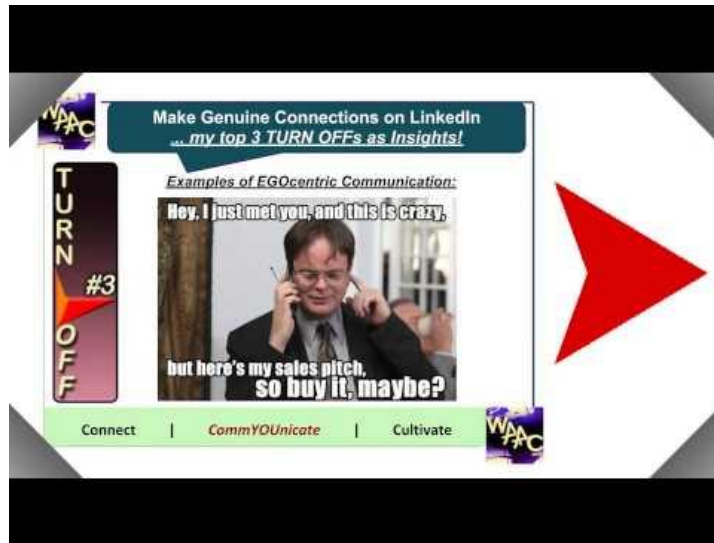 WAAC
Make Genuine Connections on LinkedIn
... my top 3 TURN OFFs as Insights!
TURN
#3
OFF
Examples of EGOcentric Communication:
Hey, I just met you, and this is crazy,
but here's my sales pitch,
so buy it, maybe?
Connect | CommYOUnicate | Cultivate
WAAC